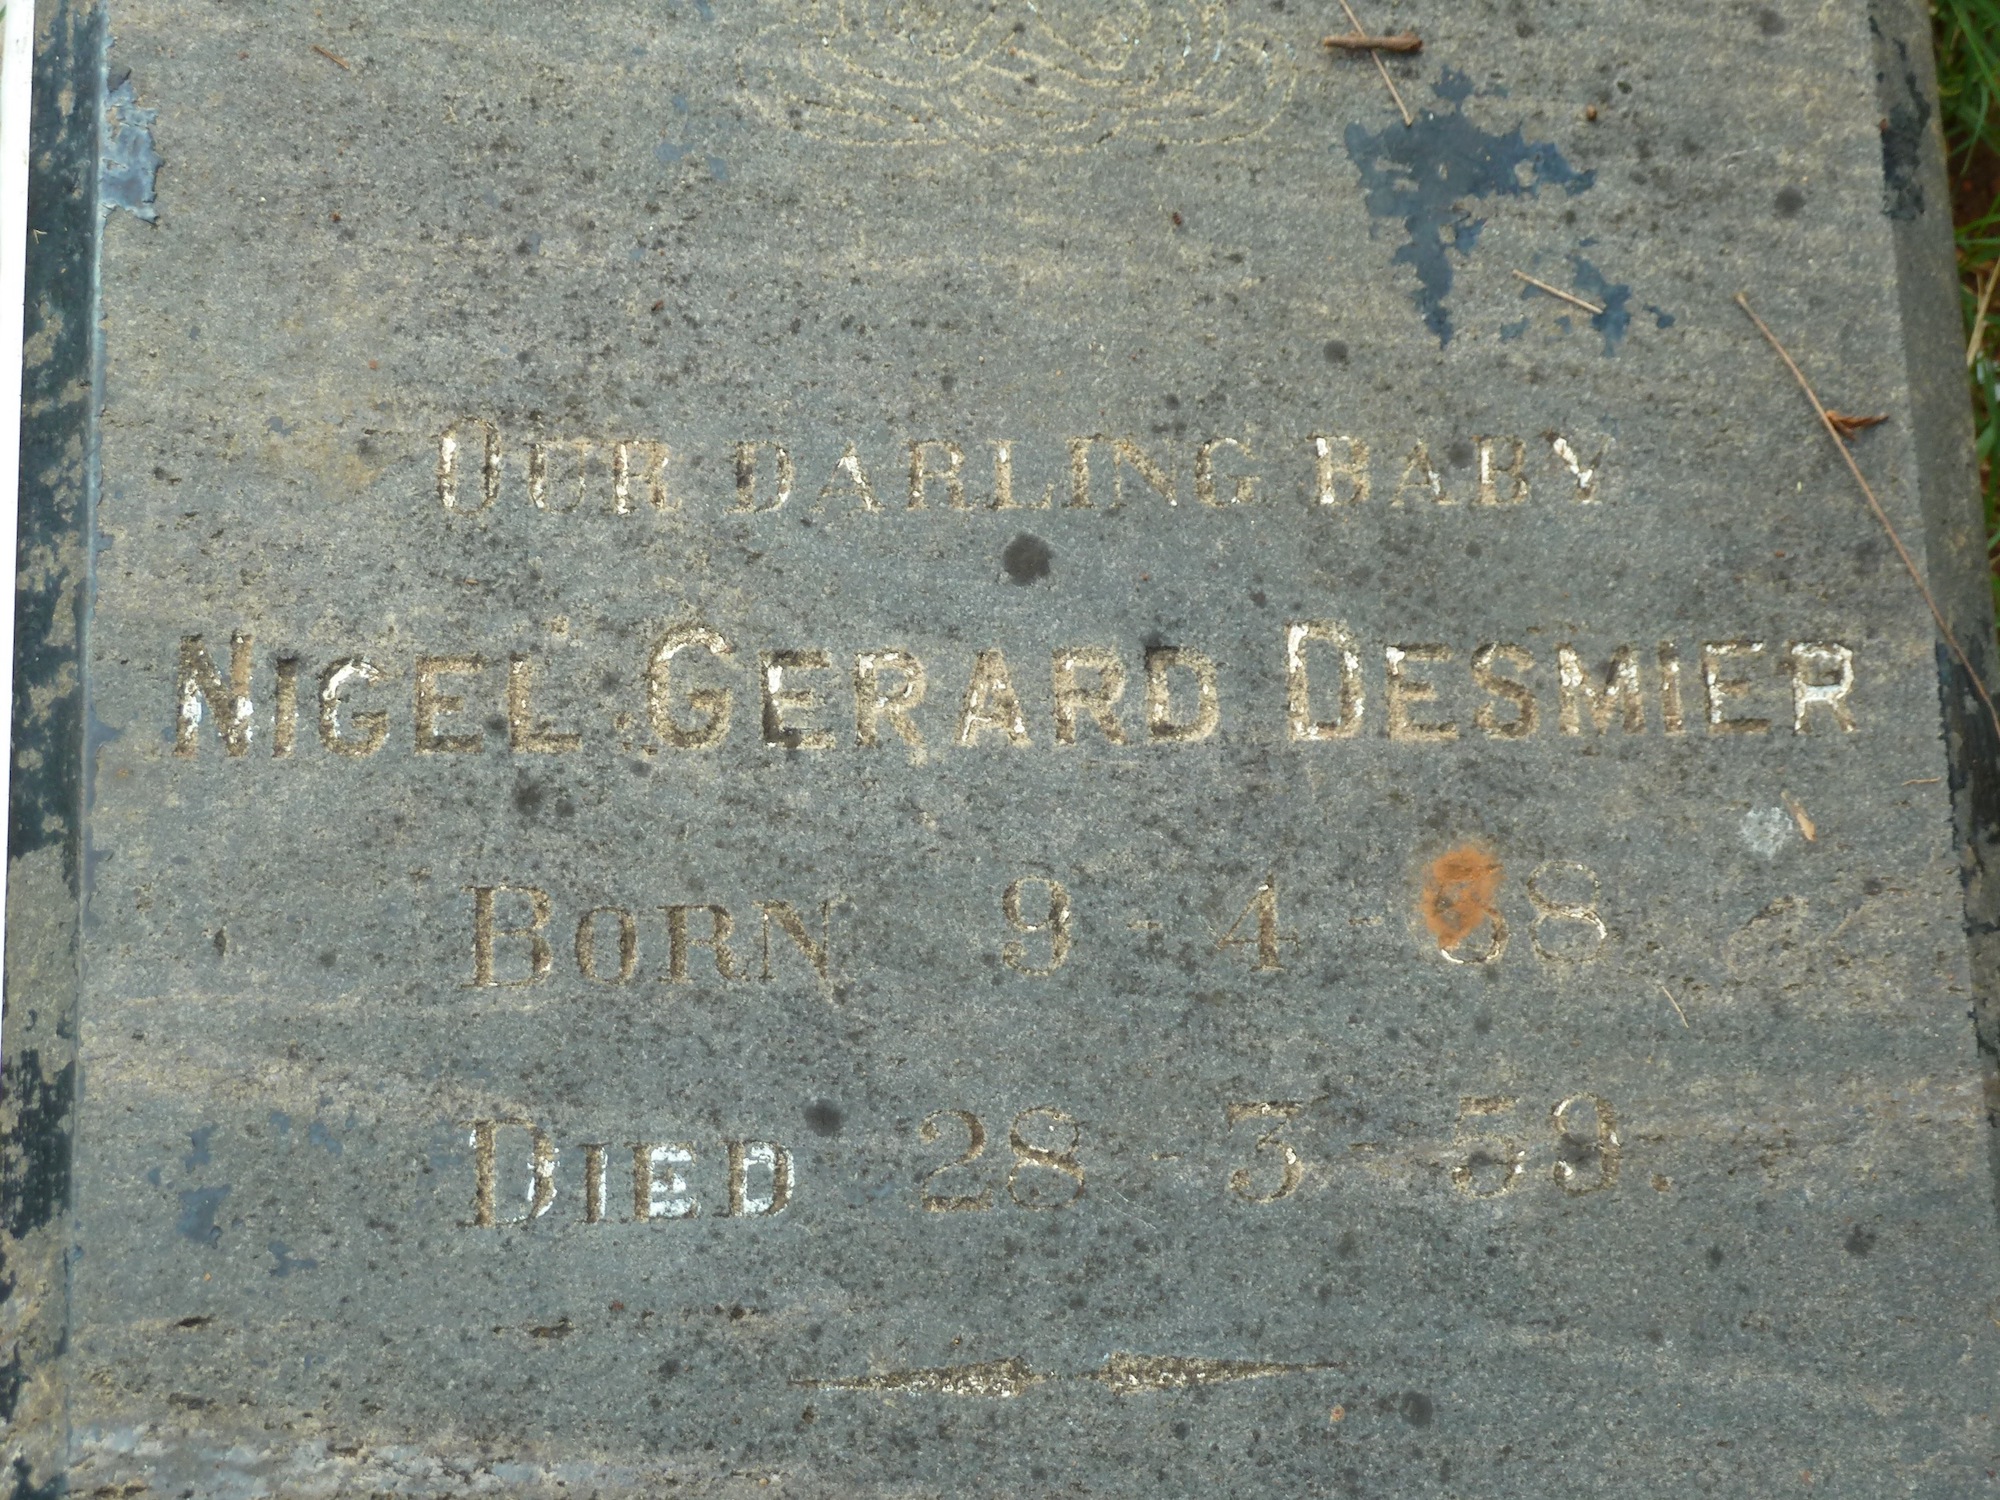 OUR DARLING BABY
NIGEL GERARD DESMIER
BORN 9 - 4 - 58
DIED 28 - 3 - 59.